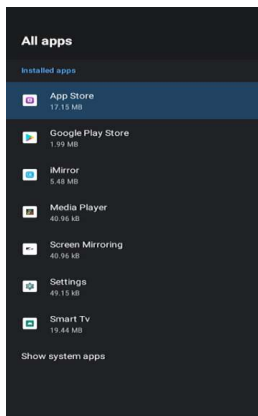 All apps
Installed apps
App Store
17.15 MB
Google Play Store
1.99 MB
iMirror
5.48 MB
Media Player
40.96 kB
Screen Mirroring
40.96 kB
Settings
49.15 kB
Smart Tv
19.44 MB
Show system apps